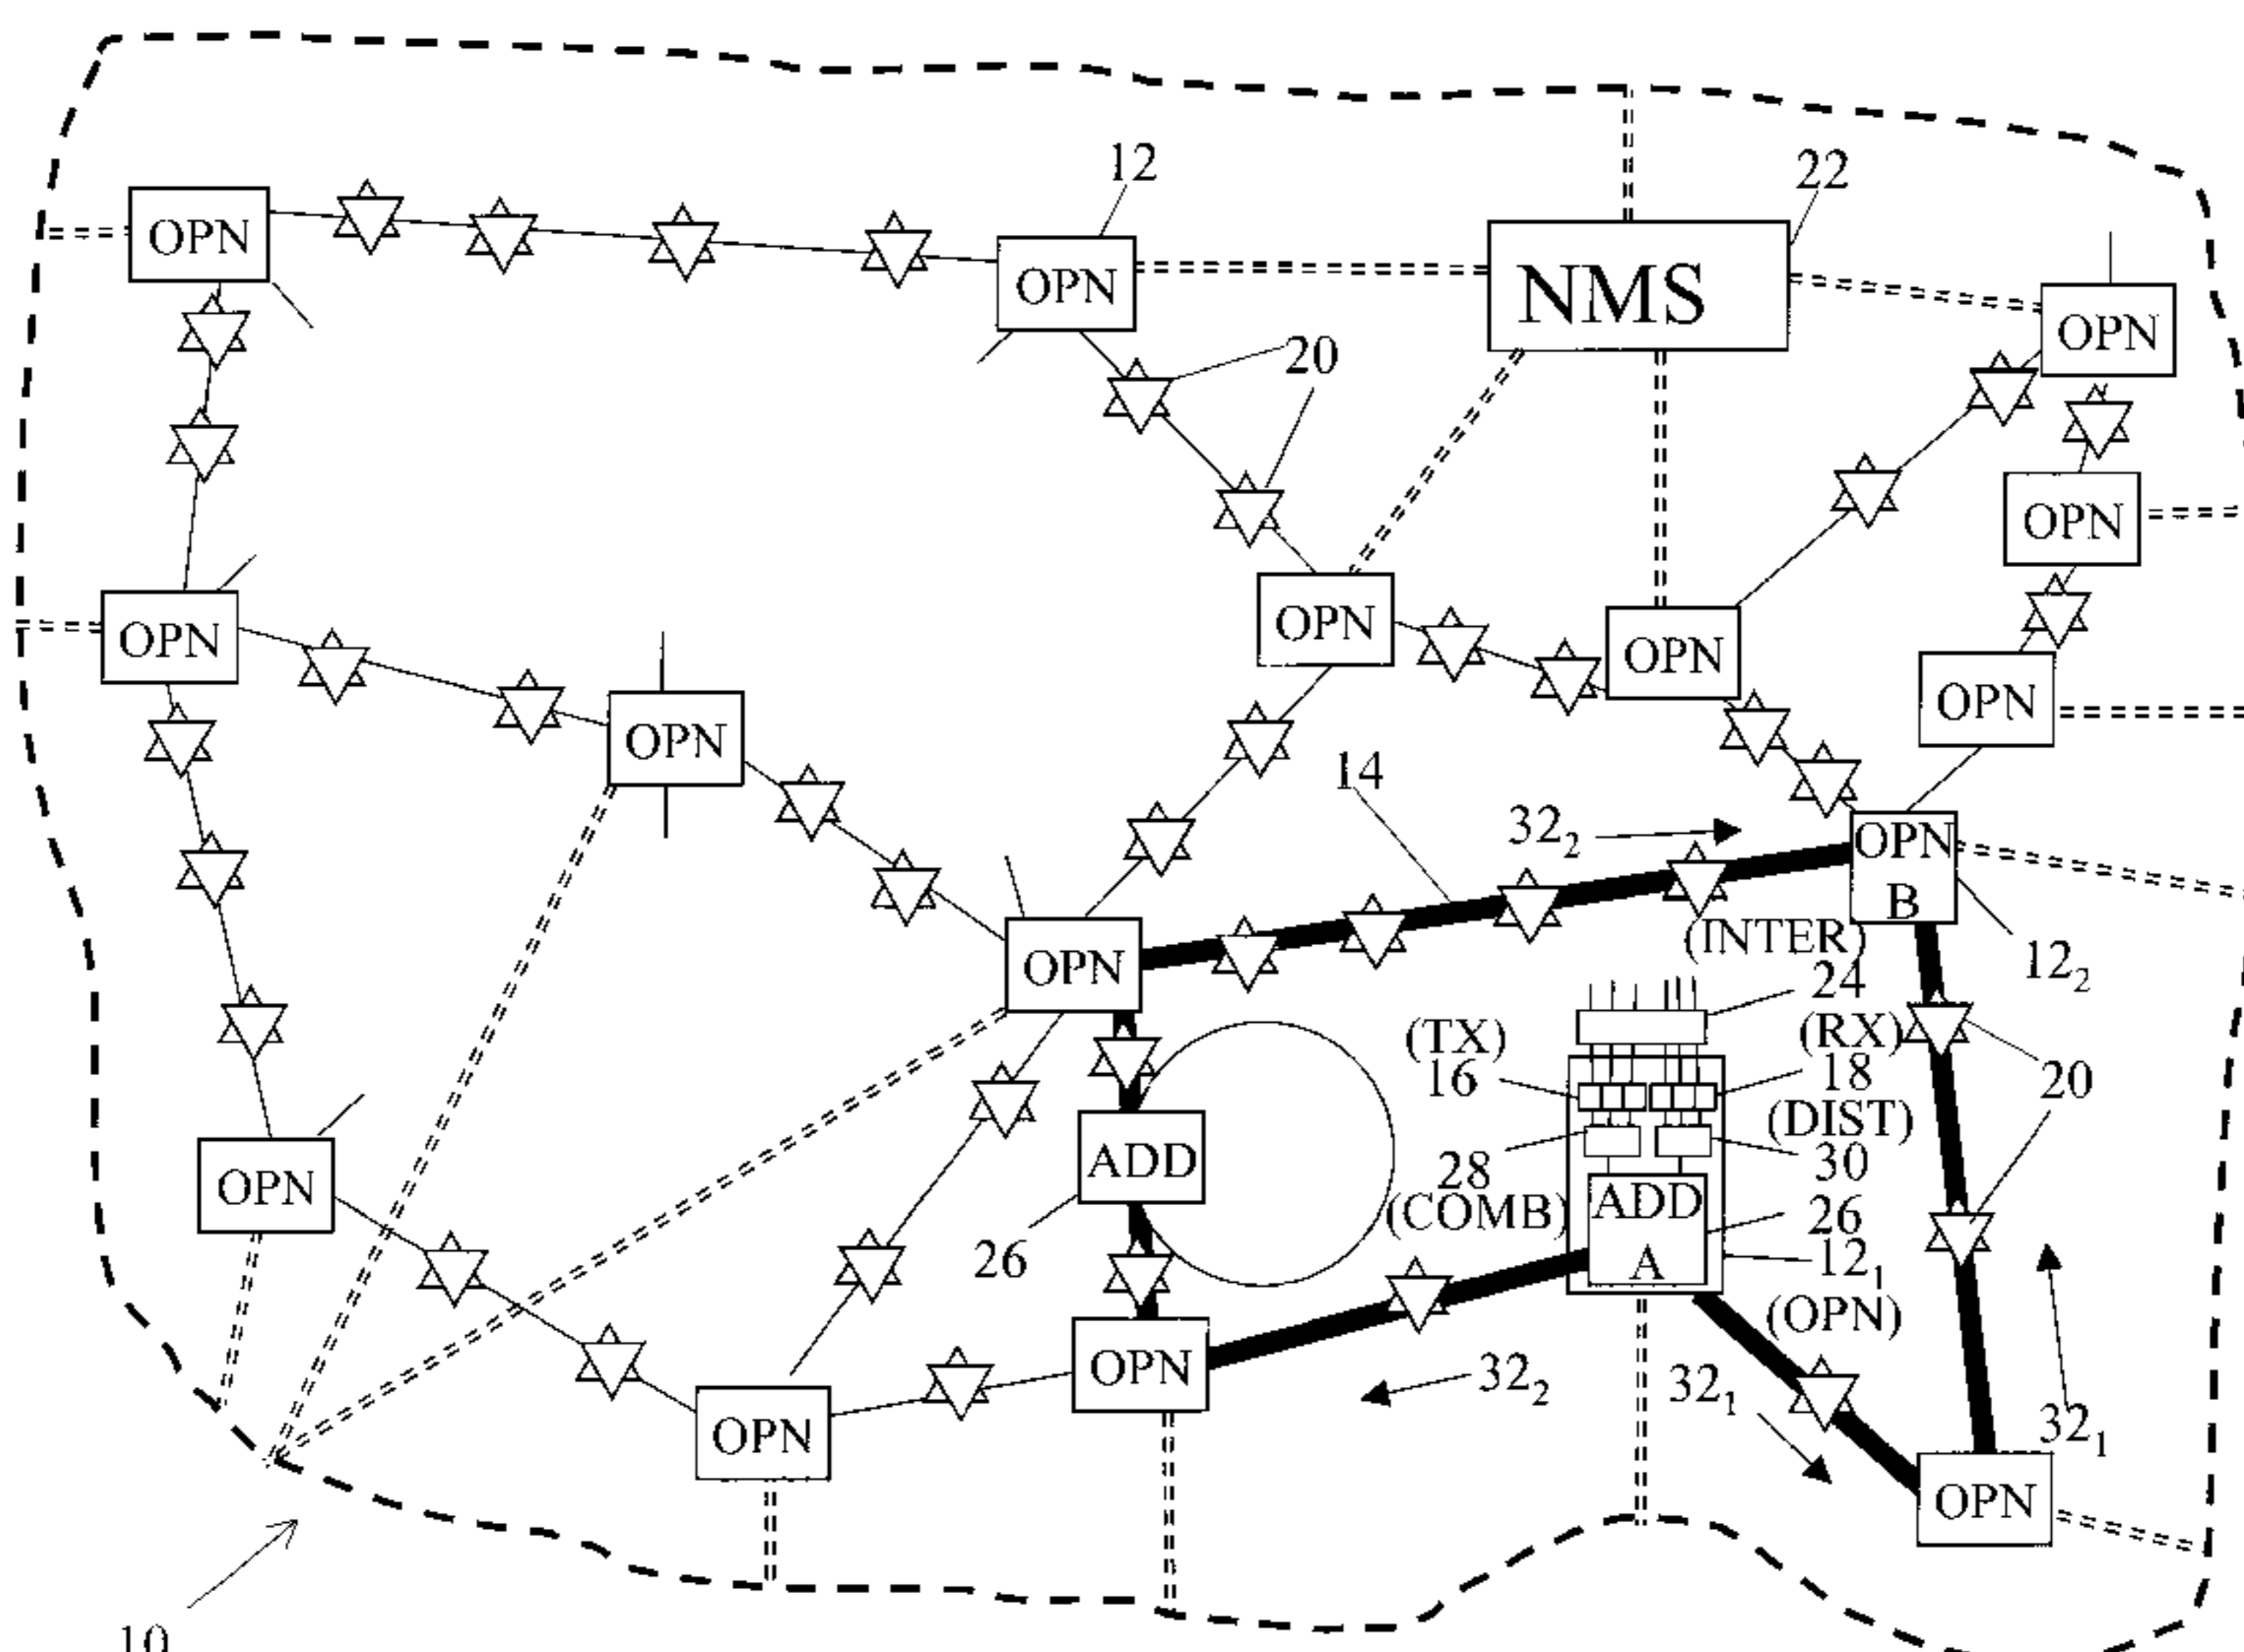 12
22
OPN
OPN
NMS
OPN
20
OPN
OPN
OPN
OPN
OPN
OPN
14
32₂
OPN
B
(INTER)
12₂
OPN
24
(TX)
(RX)
16
18
20
(DIST)
ADD
28
30
OPN
(COMB)
ADD
26
26
A
12₁
(OPN)
OPN
32₂
32₁
32₁
OPN
OPN
10